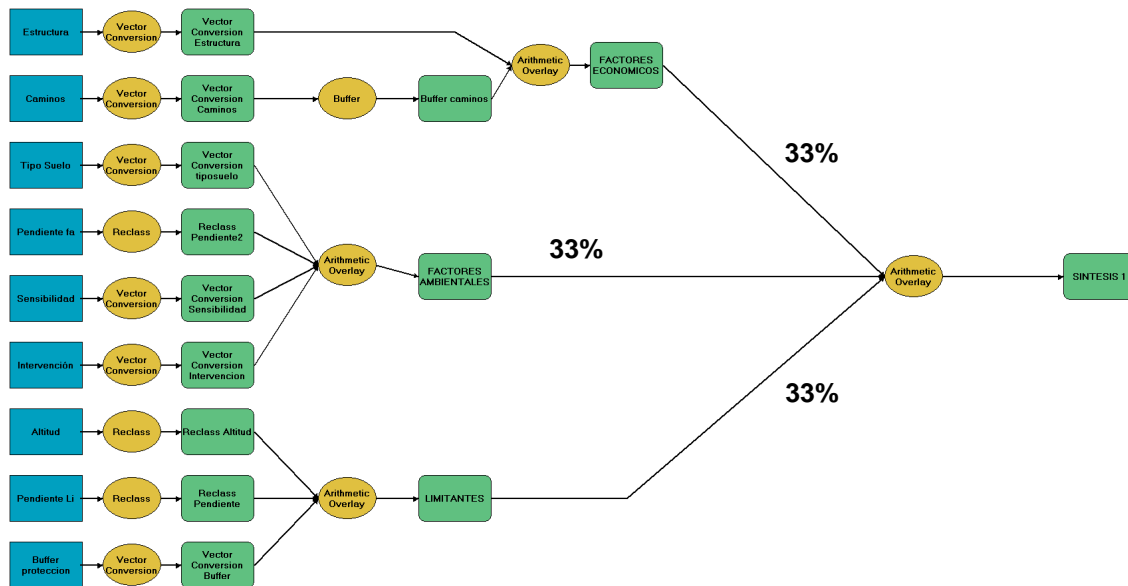 Estructura
Vector
Conversion
Vector
Conversion
Estructura
Arithmetic
Overlay
FACTORES
ECONOMICOS
Caminos
Vector
Conversion
Vector
Conversion
Caminos
Buffer
Buffer caminos
33%
Tipo Suelo
Vector
Conversion
Vector
Conversion
tiposuelo
Pendiente fa
Reclass
Reclass
Pendiente2
Arithmetic
Overlay
FACTORES
AMBIENTALES
33%
Arithmetic
Overlay
SINTESIS 1
Sensibilidad
Vector
Conversion
Vector
Conversion
Sensibilidad
Intervención
Vector
Conversion
Vector
Conversion
Intervencion
33%
Altitud
Reclass
Reclass Altitud
Pendiente Li
Reclass
Reclass
Pendiente
Arithmetic
Overlay
LIMITANTES
Buffer
proteccion
Vector
Conversion
Vector
Conversion
Buffer